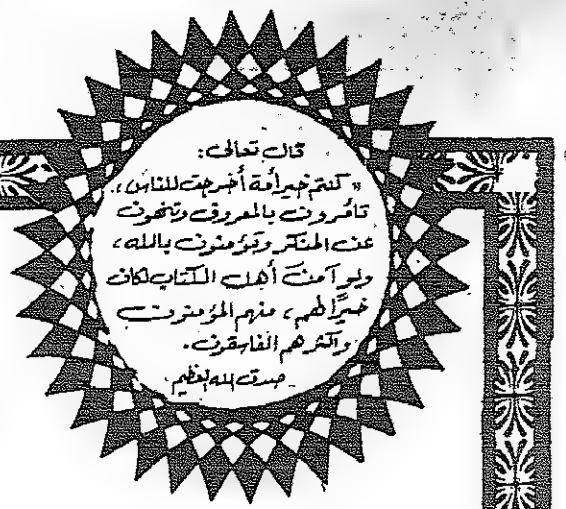 قال تعالى:
« كنتم خير أمة أخرجت للناس،
تأمرون بالمعروف وتنهون
عن المنكر وتؤمنون بالله،
ولو آمن أهل الكتاب لكان
خيرًا لهم، منهم المؤمنون
وأكثرهم الفاسقون.
صدق الله العظيم.